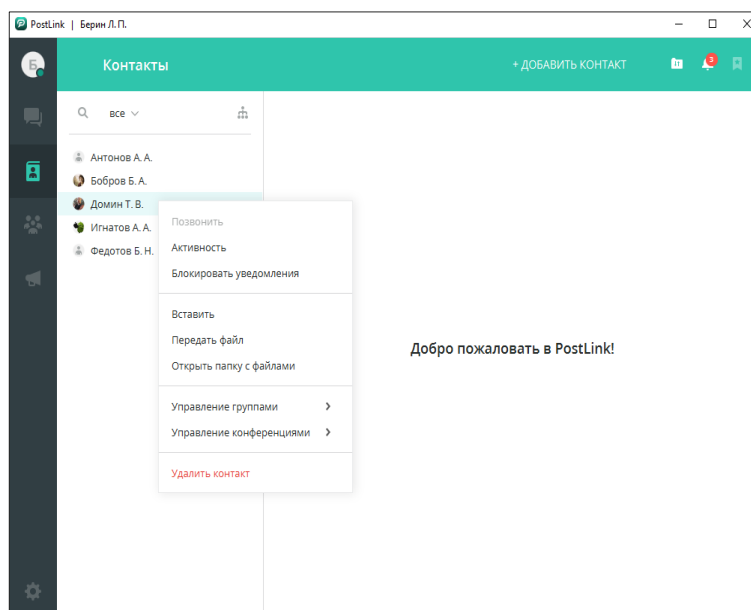 PostLink | Берин Л. П.
Б
Контакты
+ ДОБАВИТЬ КОНТАКТ
3
все
Антонов А. А.
Бобров Б. А.
Домин Т. В.
Игнатов А. А.
Федотов Б. Н.
Позвонить
Активность
Блокировать уведомления
Вставить
Передать файл
Открыть папку с файлами
Управление группами
Управление конференциями
Удалить контакт
Добро пожаловать в PostLink!